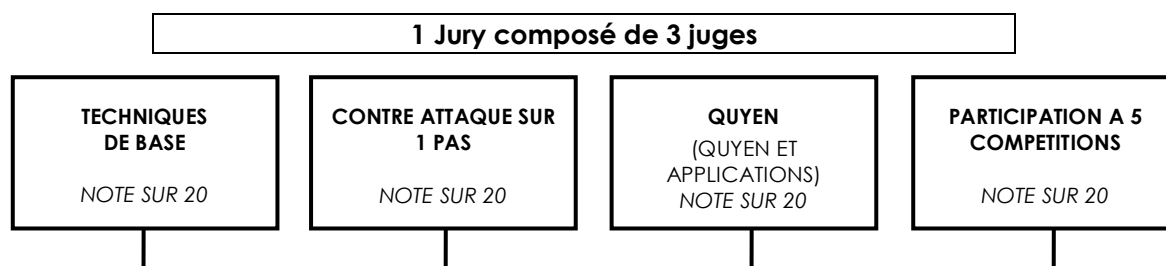 1 Jury composé de 3 juges
TECHNIQUES
DE BASE
NOTE SUR 20
CONTRE ATTAQUE SUR
1 PAS
NOTE SUR 20
QUYEN
(QUYEN ET
APPLICATIONS)
NOTE SUR 20
PARTICIPATION A 5
COMPETITIONS
NOTE SUR 20